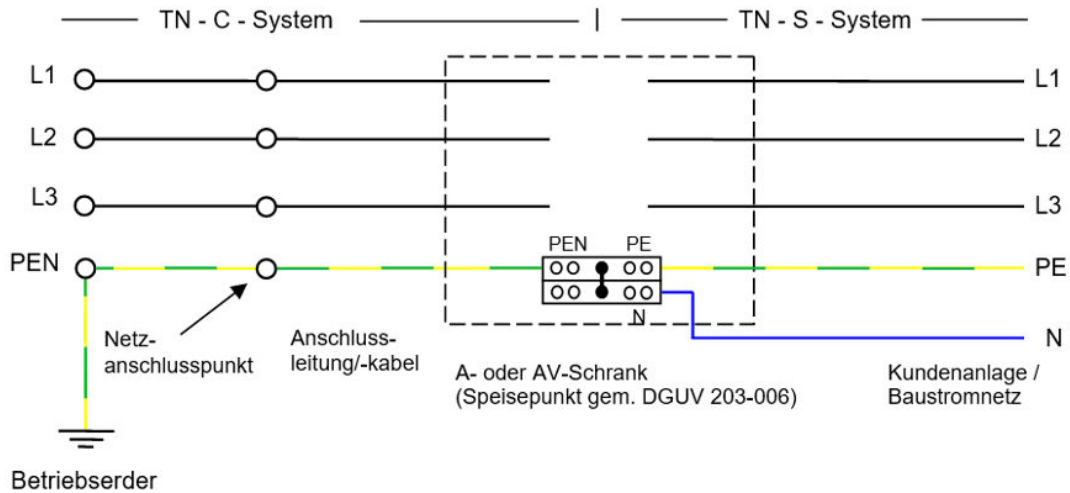 TN - C - System | TN - S - System
L1 L1
L2 L2
L3 L3
PEN PEN PE PE
N N
Netz-
anschlusspunkt
Anschluss-
leitung/-kabel
A- oder AV-Schrank
(Speisepunkt gem. DGUV 203-006)
Kundenanlage /
Baustromnetz
Betriebserder